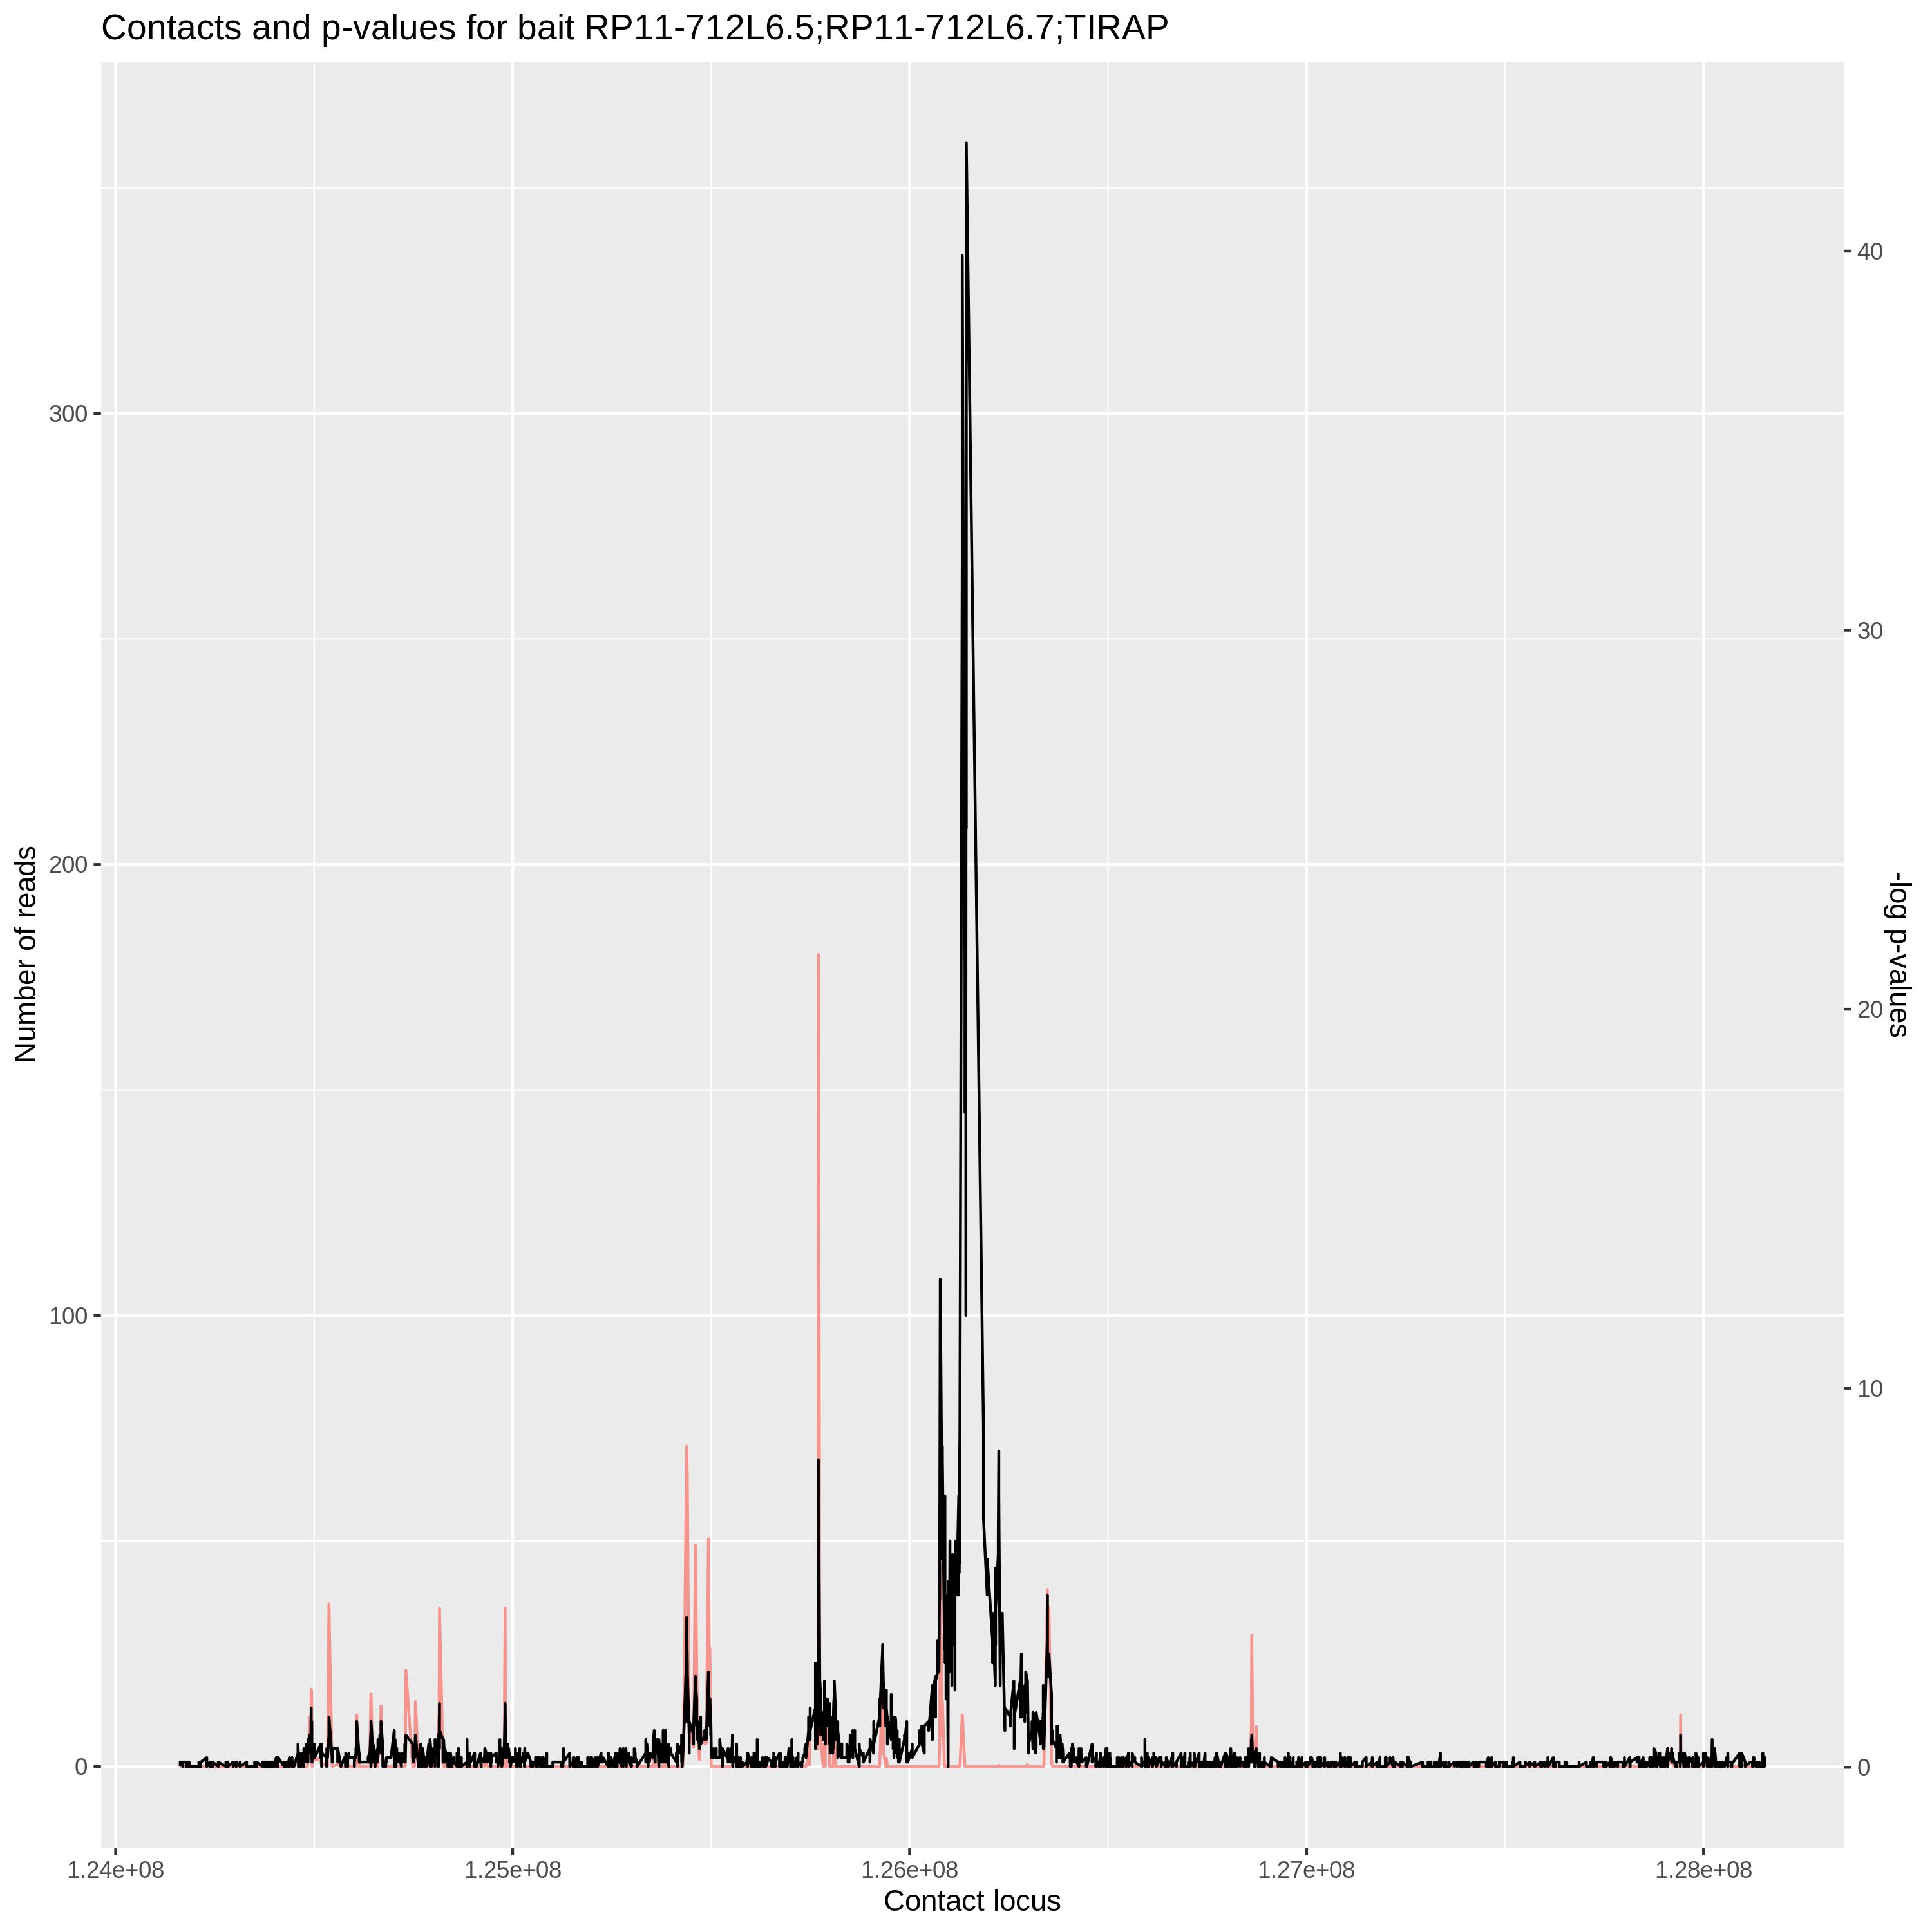 Contacts and p-values for bait RP11-712L6.5;RP11-712L6.7;TIRAP
Number of reads
300
200
100
0
40
30
20
10
0
-log p-values
1.24e+08
1.25e+08
1.26e+08
1.27e+08
1.28e+08
Contact locus